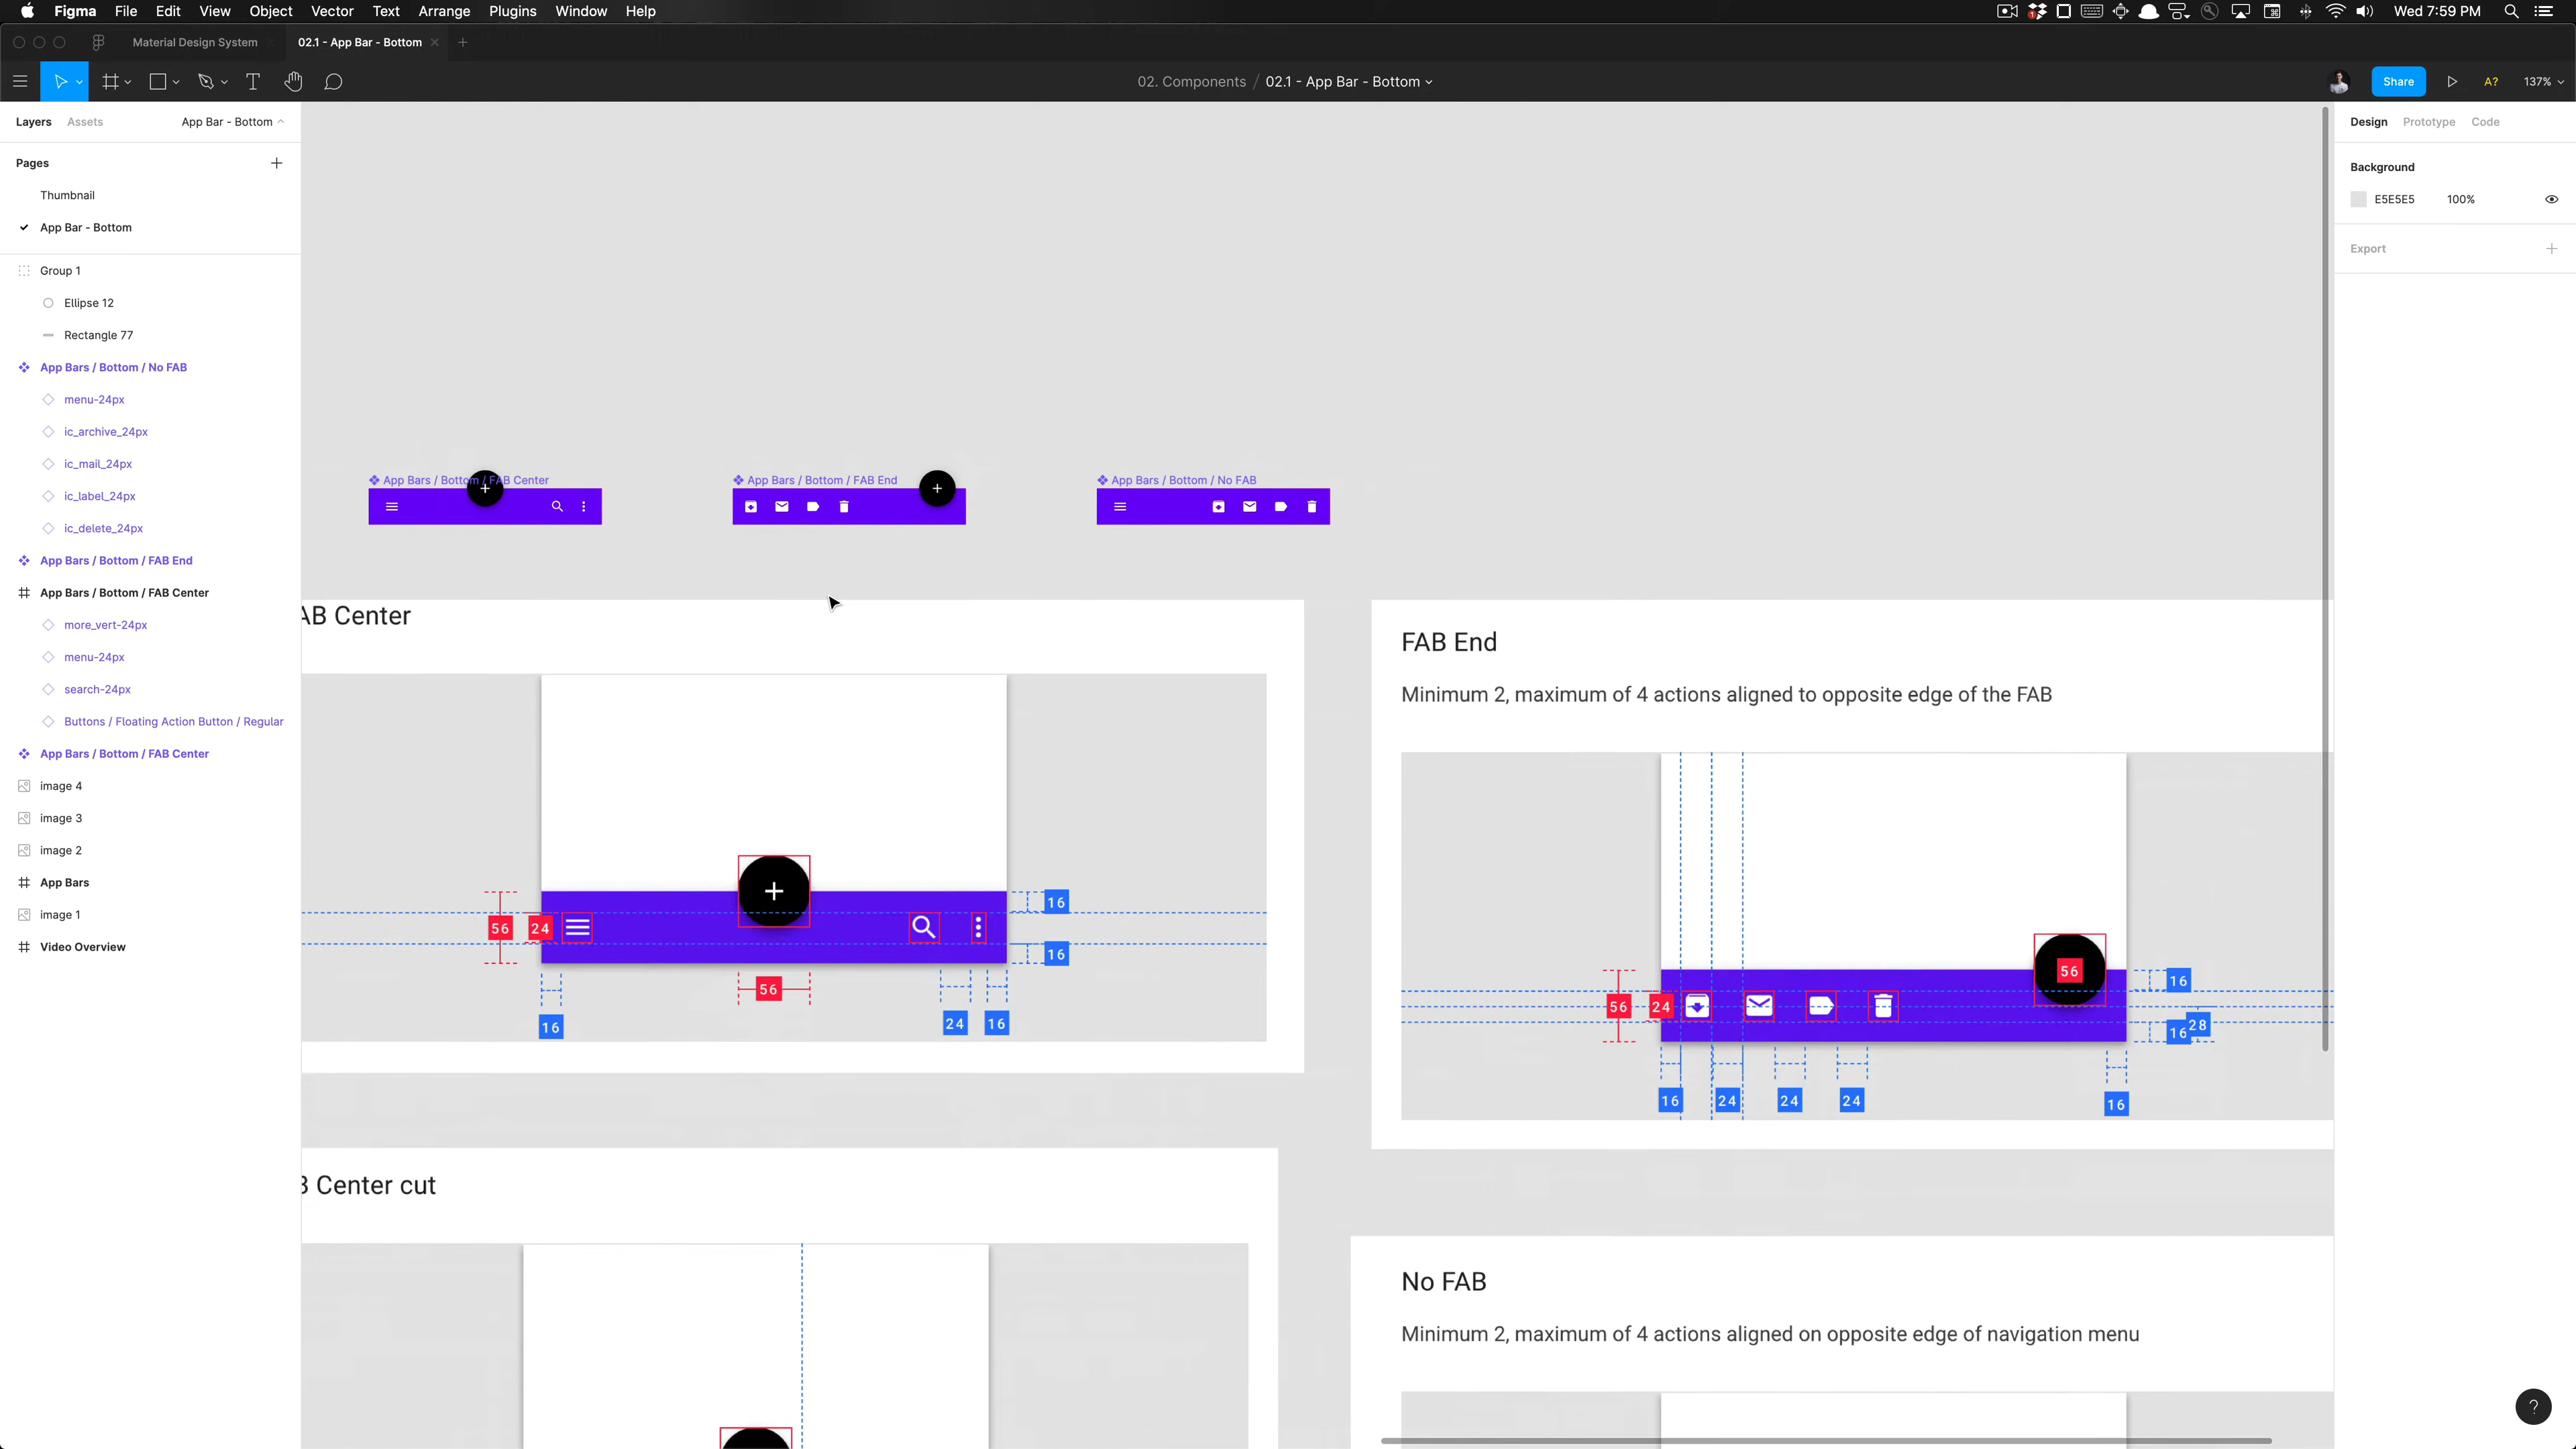 Figma File Edit View Object Vector Text Arrange Plugins Window Help
Wed 7:59 PM
Material Design System
02.1 - App Bar - Bottom
02. Components / 02.1 - App Bar - Bottom
Share
A?
137%
Layers Assets
App Bar - Bottom
Pages
Thumbnail
App Bar - Bottom
Group 1
Ellipse 12
Rectangle 77
App Bars / Bottom / No FAB
menu-24px
ic_archive_24px
ic_mail_24px
ic_label_24px
ic_delete_24px
App Bars / Bottom / FAB End
App Bars / Bottom / FAB Center
more_vert-24px
menu-24px
search-24px
Buttons / Floating Action Button / Regular
App Bars / Bottom / FAB Center
image 4
image 3
image 2
App Bars
image 1
Video Overview
App Bars / Bottom / FAB Center
App Bars / Bottom / FAB End
App Bars / Bottom / No FAB
AB Center
56
24
16
16
16
56
24
16
FAB End
Minimum 2, maximum of 4 actions aligned to opposite edge of the FAB
56
56
24
16
16
28
16
24
24
24
16
B Center cut
No FAB
Minimum 2, maximum of 4 actions aligned on opposite edge of navigation menu
Design Prototype Code
Background
E5E5E5 100%
Export
?